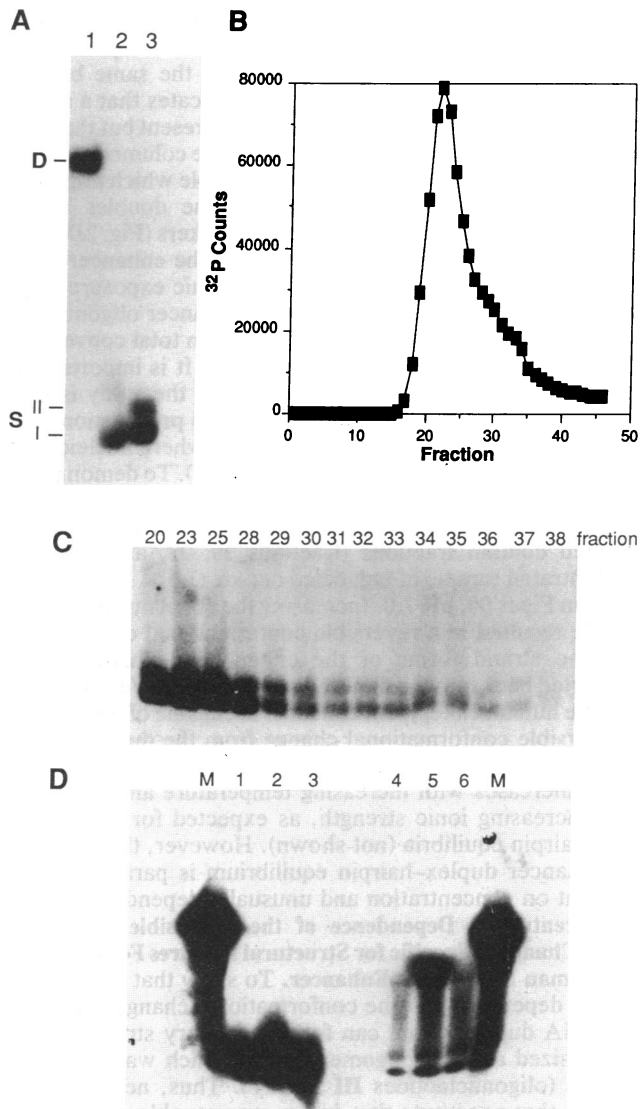 A
1 2 3
D
II
S
I
B
80000
60000
40000
20000
0
0 10 20 30 40 50
32P Counts
Fraction
C
20 23 25 28 29 30 31 32 33 34 35 36 37 38 fraction
D
M 1 2 3 4 5 6 M